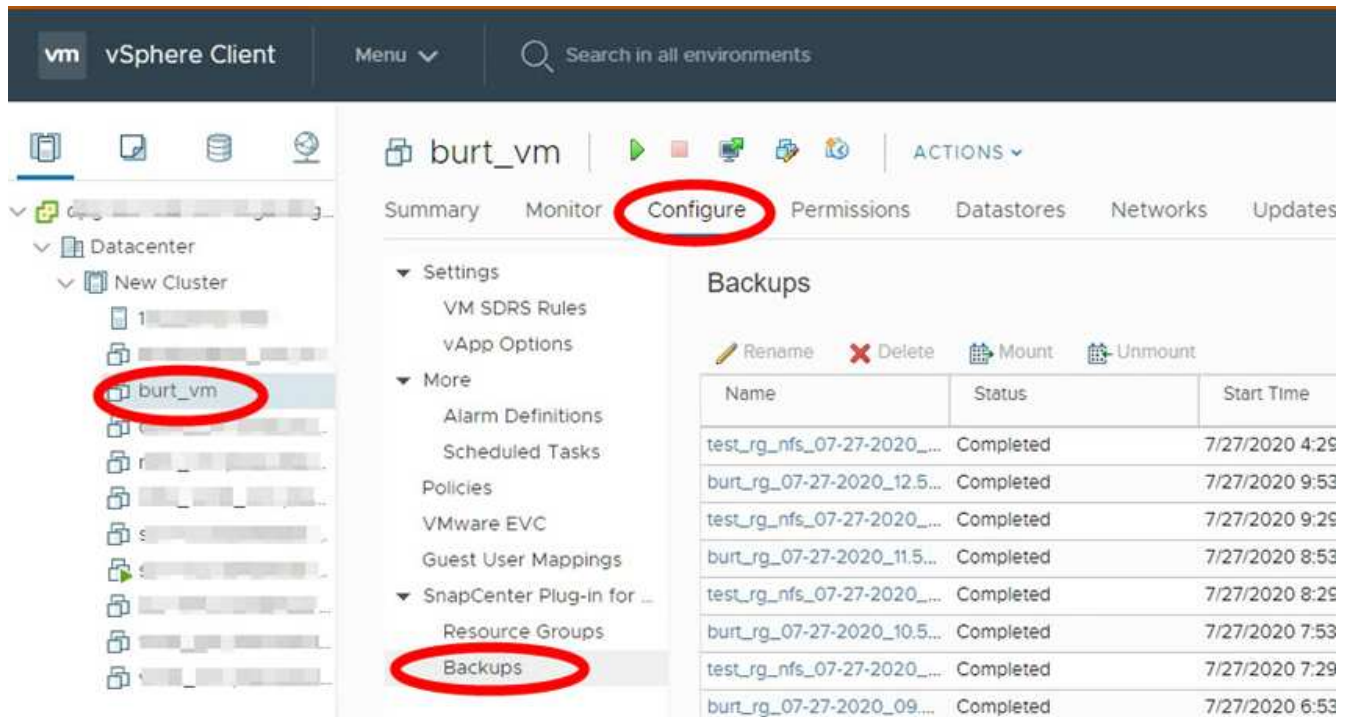 vm vSphere Client Menu Search in all environments
burt_vm ACTIONS
Summary Monitor Configure Permissions Datastores Networks Updates
Datacenter
New Cluster
burt_vm
Settings
VM SDRS Rules
vApp Options
More
Alarm Definitions
Scheduled Tasks
Policies
VMware EVC
Guest User Mappings
SnapCenter Plug-in for ...
Resource Groups
Backups
Backups
Rename Delete Mount Unmount
Name Status Start Time
test_rg_nfs_07-27-2020_... Completed 7/27/2020 4:29
burt_rg_07-27-2020_12.5... Completed 7/27/2020 9:53
test_rg_nfs_07-27-2020_... Completed 7/27/2020 9:29
burt_rg_07-27-2020_11.5... Completed 7/27/2020 8:53
test_rg_nfs_07-27-2020_... Completed 7/27/2020 8:29
burt_rg_07-27-2020_10.5... Completed 7/27/2020 7:53
test_rg_nfs_07-27-2020_... Completed 7/27/2020 7:29
burt_rg_07-27-2020_09.... Completed 7/27/2020 6:53